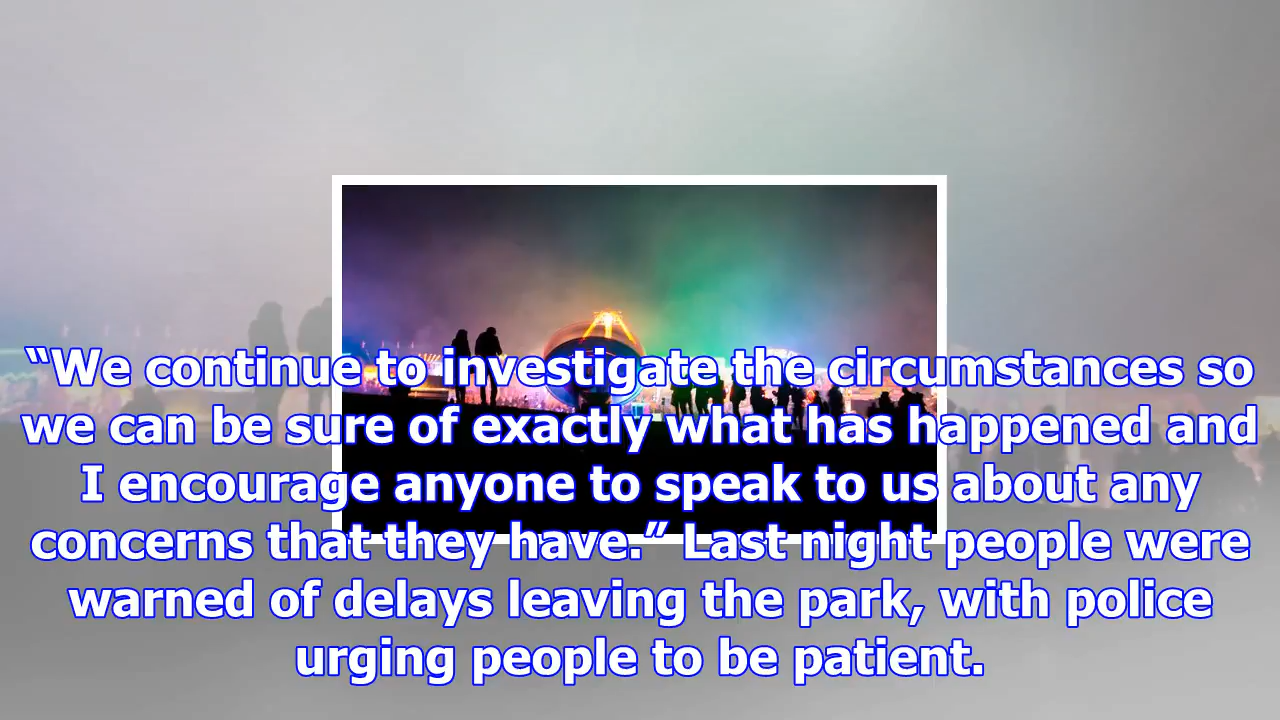 “We continue to investigate the circumstances so
we can be sure of exactly what has happened and
I encourage anyone to speak to us about any
concerns that they have.” Last night people were
warned of delays leaving the park, with police
urging people to be patient.